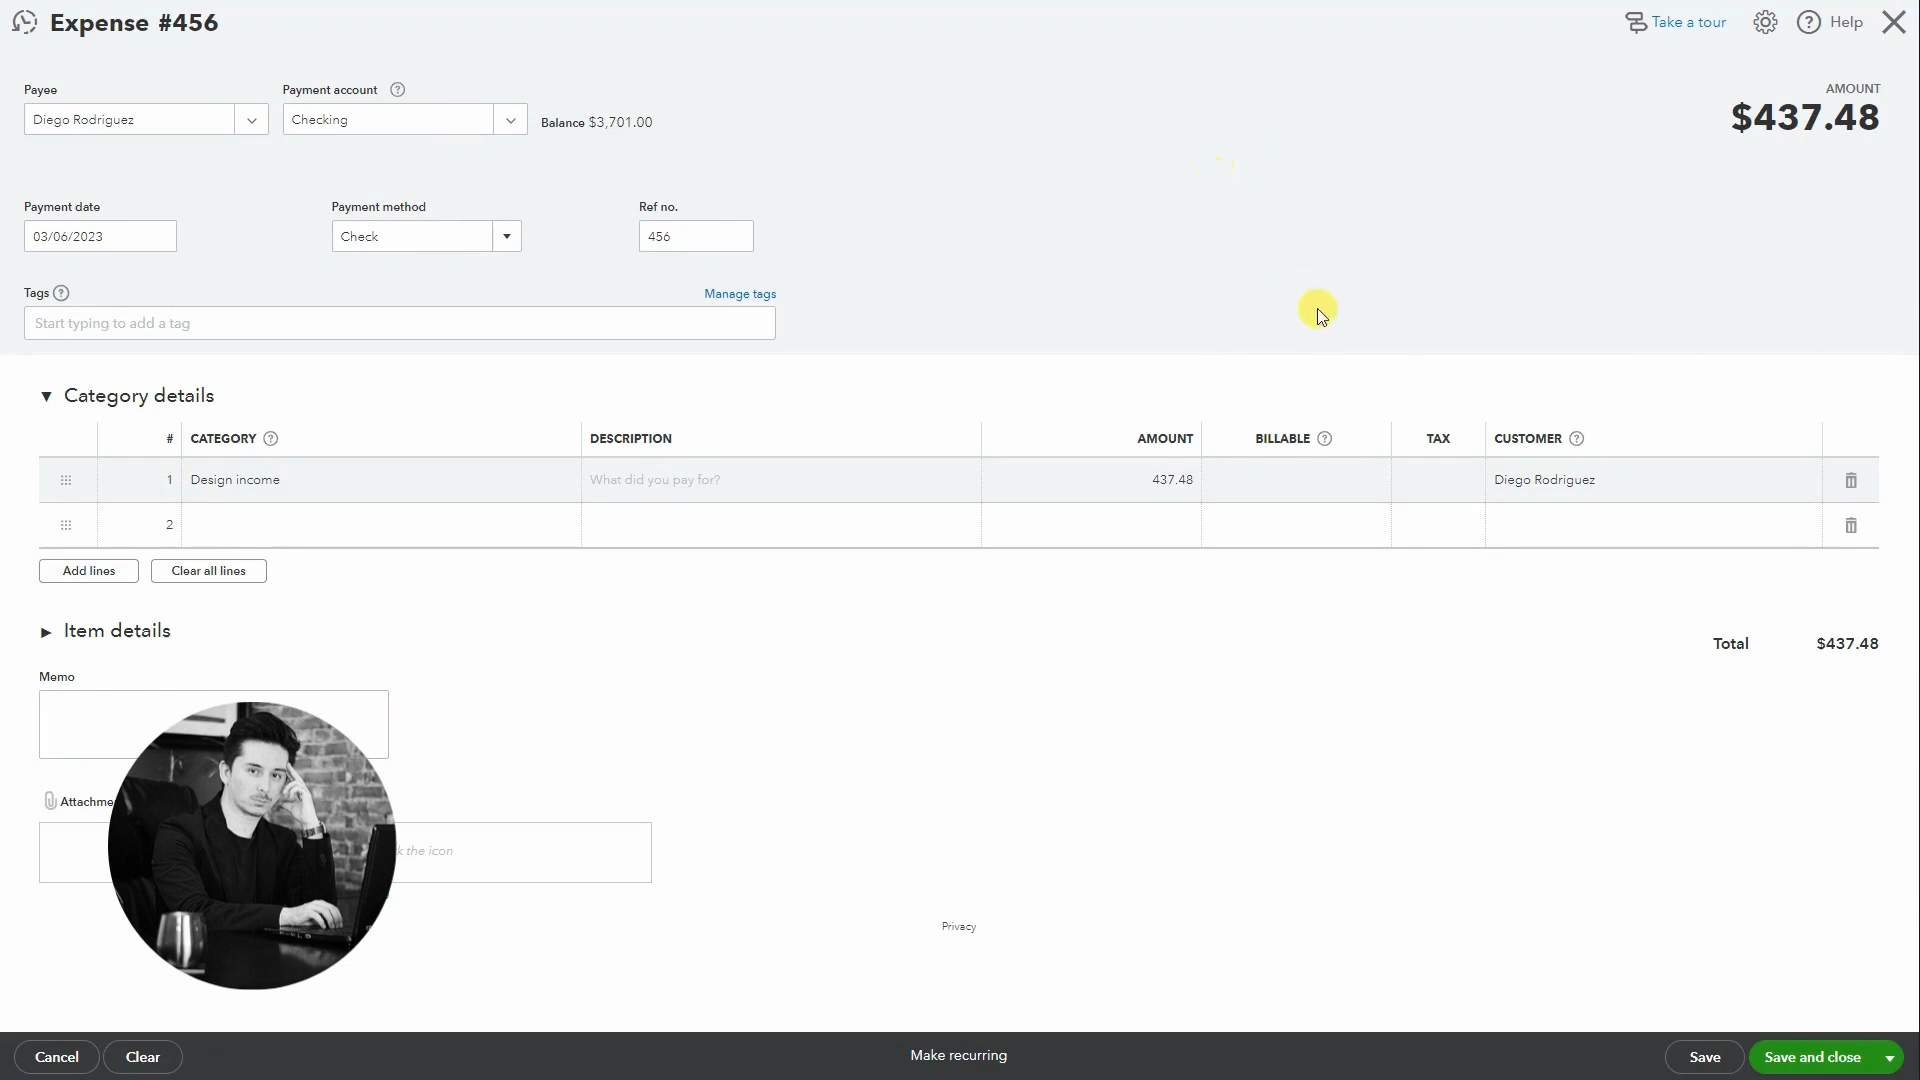 Expense #456
Take a tour
Help
Payee
Payment account
AMOUNT
Diego Rodriguez
Checking
Balance $3,701.00
$437.48
Payment date
Payment method
Ref no.
03/06/2023
Check
456
Tags
Manage tags
Start typing to add a tag
Category details
# CATEGORY DESCRIPTION AMOUNT BILLABLE TAX CUSTOMER
1 Design income What did you pay for? 437.48 Diego Rodriguez
2
Add lines
Clear all lines
Item details
Total $437.48
Memo
Attachme
the icon
Privacy
Cancel
Clear
Make recurring
Save
Save and close